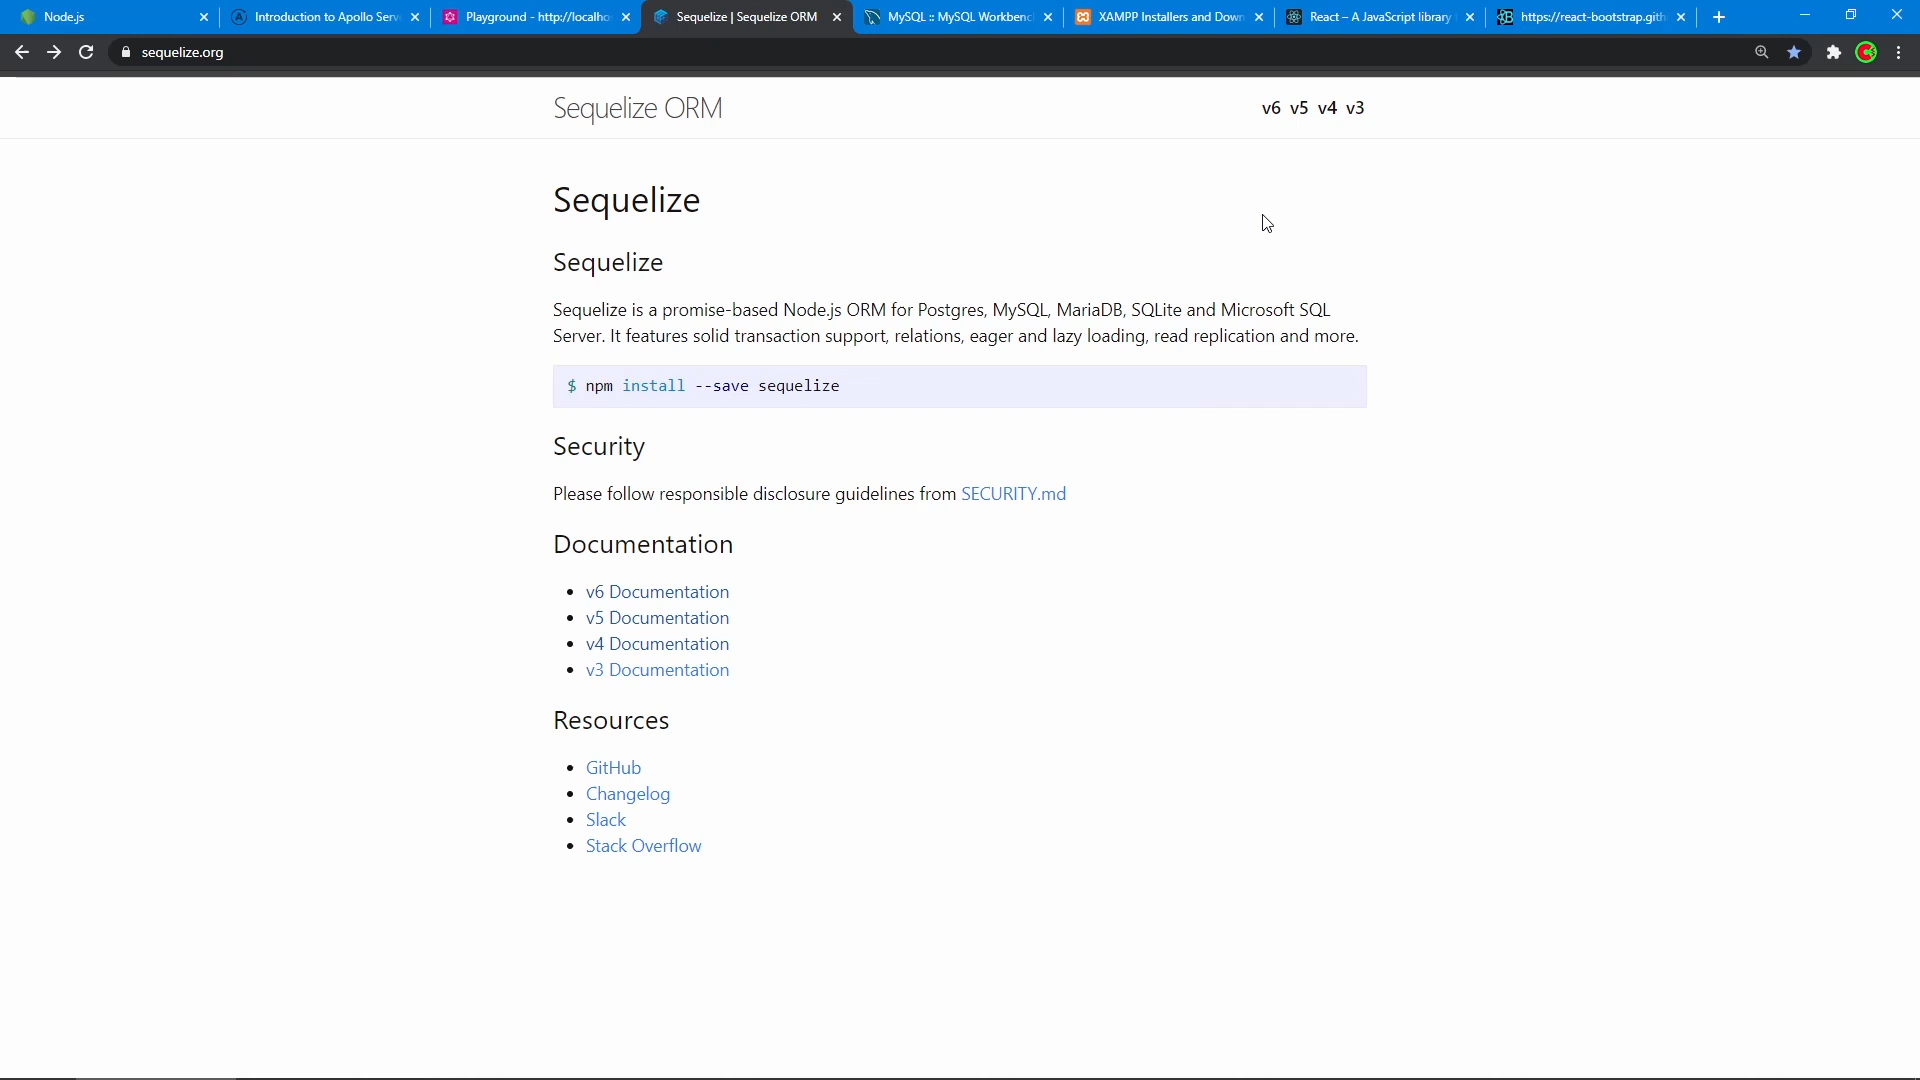 Node.js
Introduction to Apollo Serv
Playground - http://localho
Sequelize | Sequelize ORM
MySQL :: MySQL Workbenc
XAMPP Installers and Down
React – A JavaScript library
https://react-bootstrap.gith
sequelize.org
Sequelize ORM
v6 v5 v4 v3
Sequelize
Sequelize
Sequelize is a promise-based Node.js ORM for Postgres, MySQL, MariaDB, SQLite and Microsoft SQL
Server. It features solid transaction support, relations, eager and lazy loading, read replication and more.
$ npm install --save sequelize
Security
Please follow responsible disclosure guidelines from SECURITY.md
Documentation
• v6 Documentation
• v5 Documentation
• v4 Documentation
• v3 Documentation
Resources
• GitHub
• Changelog
• Slack
• Stack Overflow